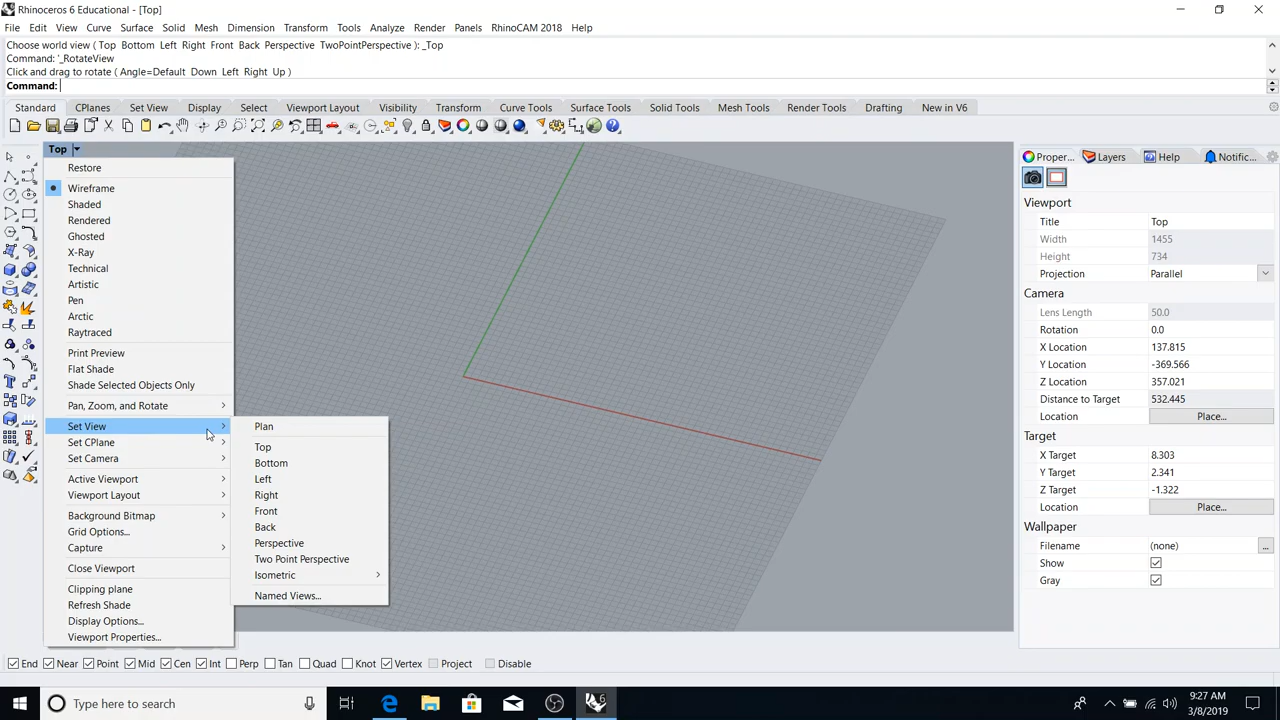 Rhinoceros 6 Educational - [Top]
File Edit View Curve Surface Solid Mesh Dimension Transform Tools Analyze Render Panels RhinoCAM 2018 Help
Choose world view ( Top Bottom Left Right Front Back Perspective TwoPointPerspective ): _Top
Command: '_RotateView
Click and drag to rotate ( Angle=Default Down Left Right Up )
Command:
Standard CPlanes Set View Display Select Viewport Layout Visibility Transform Curve Tools Surface Tools Solid Tools Mesh Tools Render Tools Drafting New in V6
Top
Restore
Wireframe
Shaded
Rendered
Ghosted
X-Ray
Technical
Artistic
Pen
Arctic
Raytraced
Print Preview
Flat Shade
Shade Selected Objects Only
Pan, Zoom, and Rotate
Set View
Set CPlane
Set Camera
Active Viewport
Viewport Layout
Background Bitmap
Grid Options...
Capture
Close Viewport
Clipping plane
Refresh Shade
Display Options...
Viewport Properties...
Plan
Top
Bottom
Left
Right
Front
Back
Perspective
Two Point Perspective
Isometric
Named Views...
Proper... Layers Help Notific...
Viewport
Title Top
Width 1455
Height 734
Projection Parallel
Camera
Lens Length 50.0
Rotation 0.0
X Location 137.815
Y Location -369.566
Z Location 357.021
Distance to Target 532.445
Location Place...
Target
X Target 8.303
Y Target 2.341
Z Target -1.322
Location Place...
Wallpaper
Filename (none) ...
Show
Gray
End Near Point Mid Cen Int Perp Tan Quad Knot Vertex Project Disable
Type here to search
9:27 AM
3/8/2019